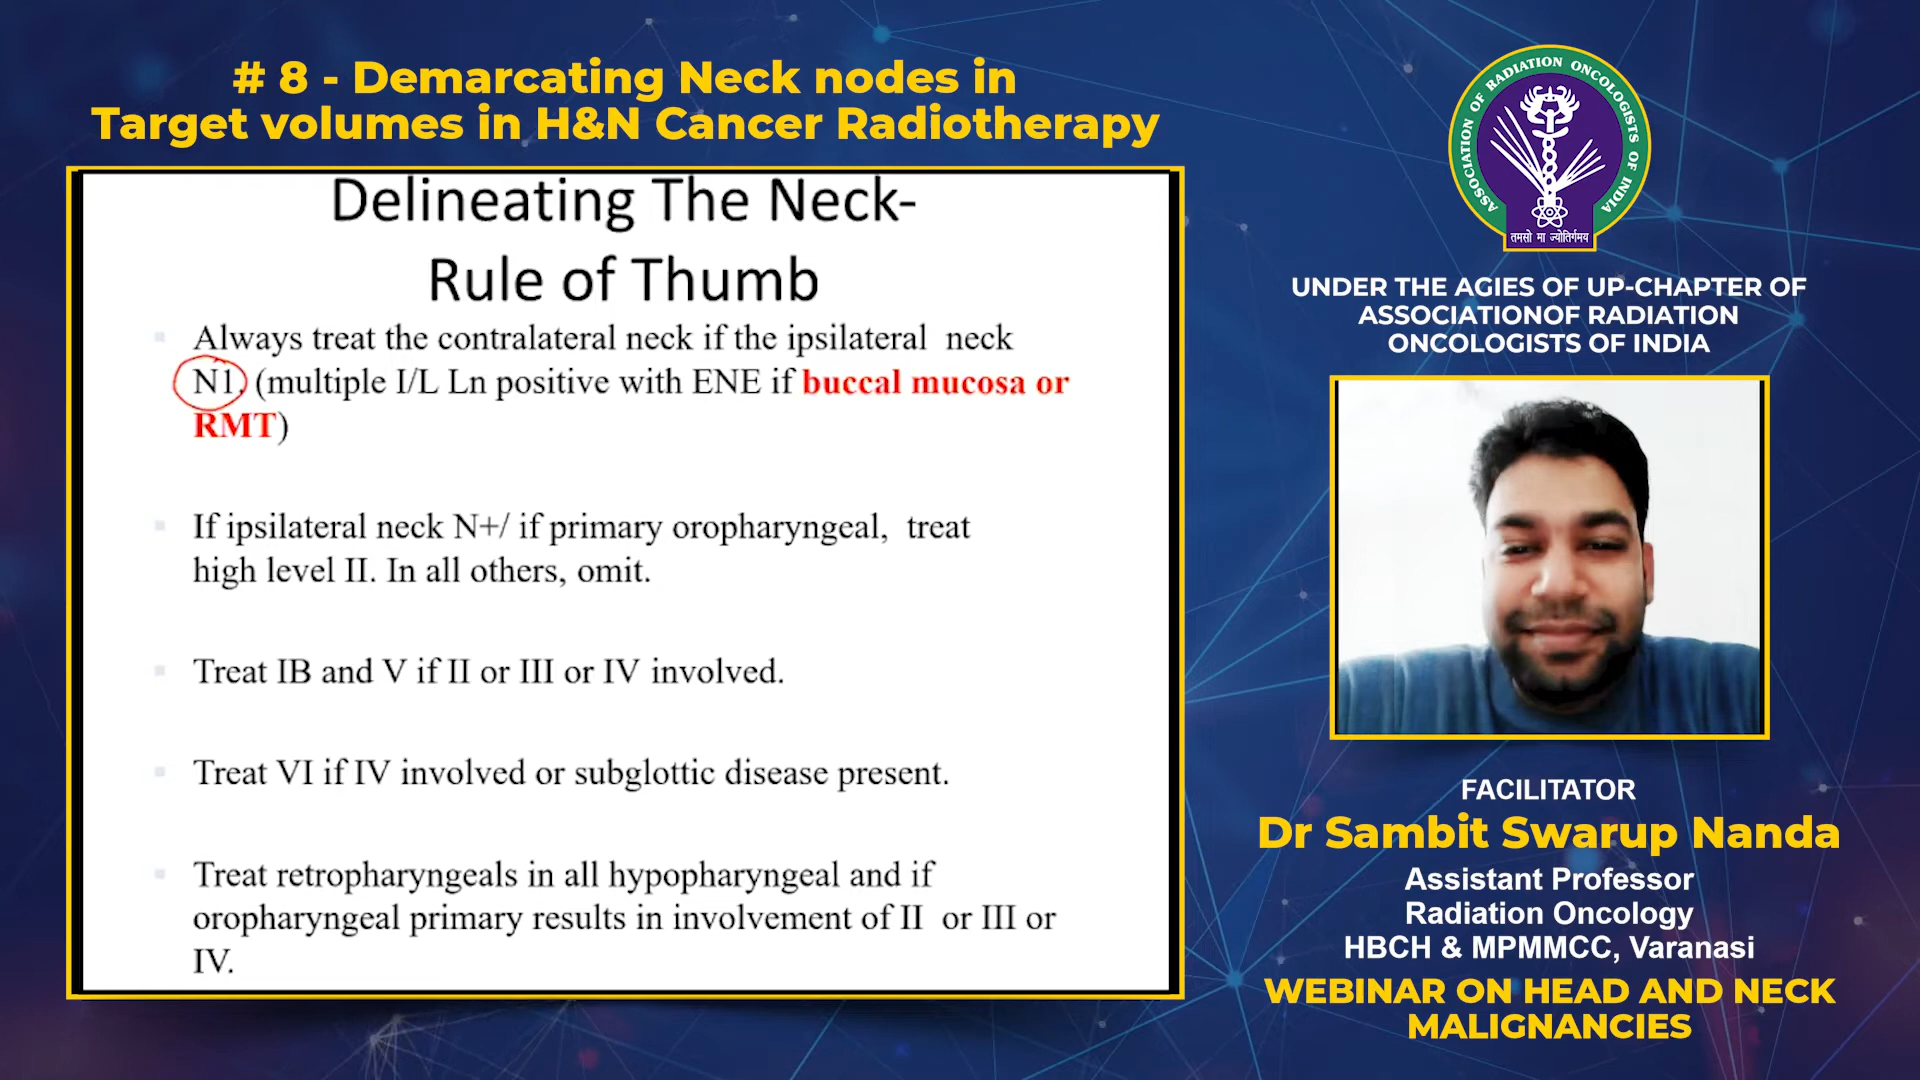 # 8 - Demarcating Neck nodes in
Target volumes in H&N Cancer Radiotherapy
Delineating The Neck-
Rule of Thumb
Always treat the contralateral neck if the ipsilateral neck
N1, (multiple I/L Ln positive with ENE if buccal mucosa or
RMT)
If ipsilateral neck N+/ if primary oropharyngeal, treat
high level II. In all others, omit.
Treat IB and V if II or III or IV involved.
Treat VI if IV involved or subglottic disease present.
Treat retropharyngeals in all hypopharyngeal and if
oropharyngeal primary results in involvement of II or III or
IV.
ASSOCIATION OF RADIATION ONCOLOGISTS OF INDIA
तमसो मा ज्योतिर्गमय
UNDER THE AGIES OF UP-CHAPTER OF
ASSOCIATIONOF RADIATION
ONCOLOGISTS OF INDIA
FACILITATOR
Dr Sambit Swarup Nanda
Assistant Professor
Radiation Oncology
HBCH & MPMMCC, Varanasi
WEBINAR ON HEAD AND NECK
MALIGNANCIES